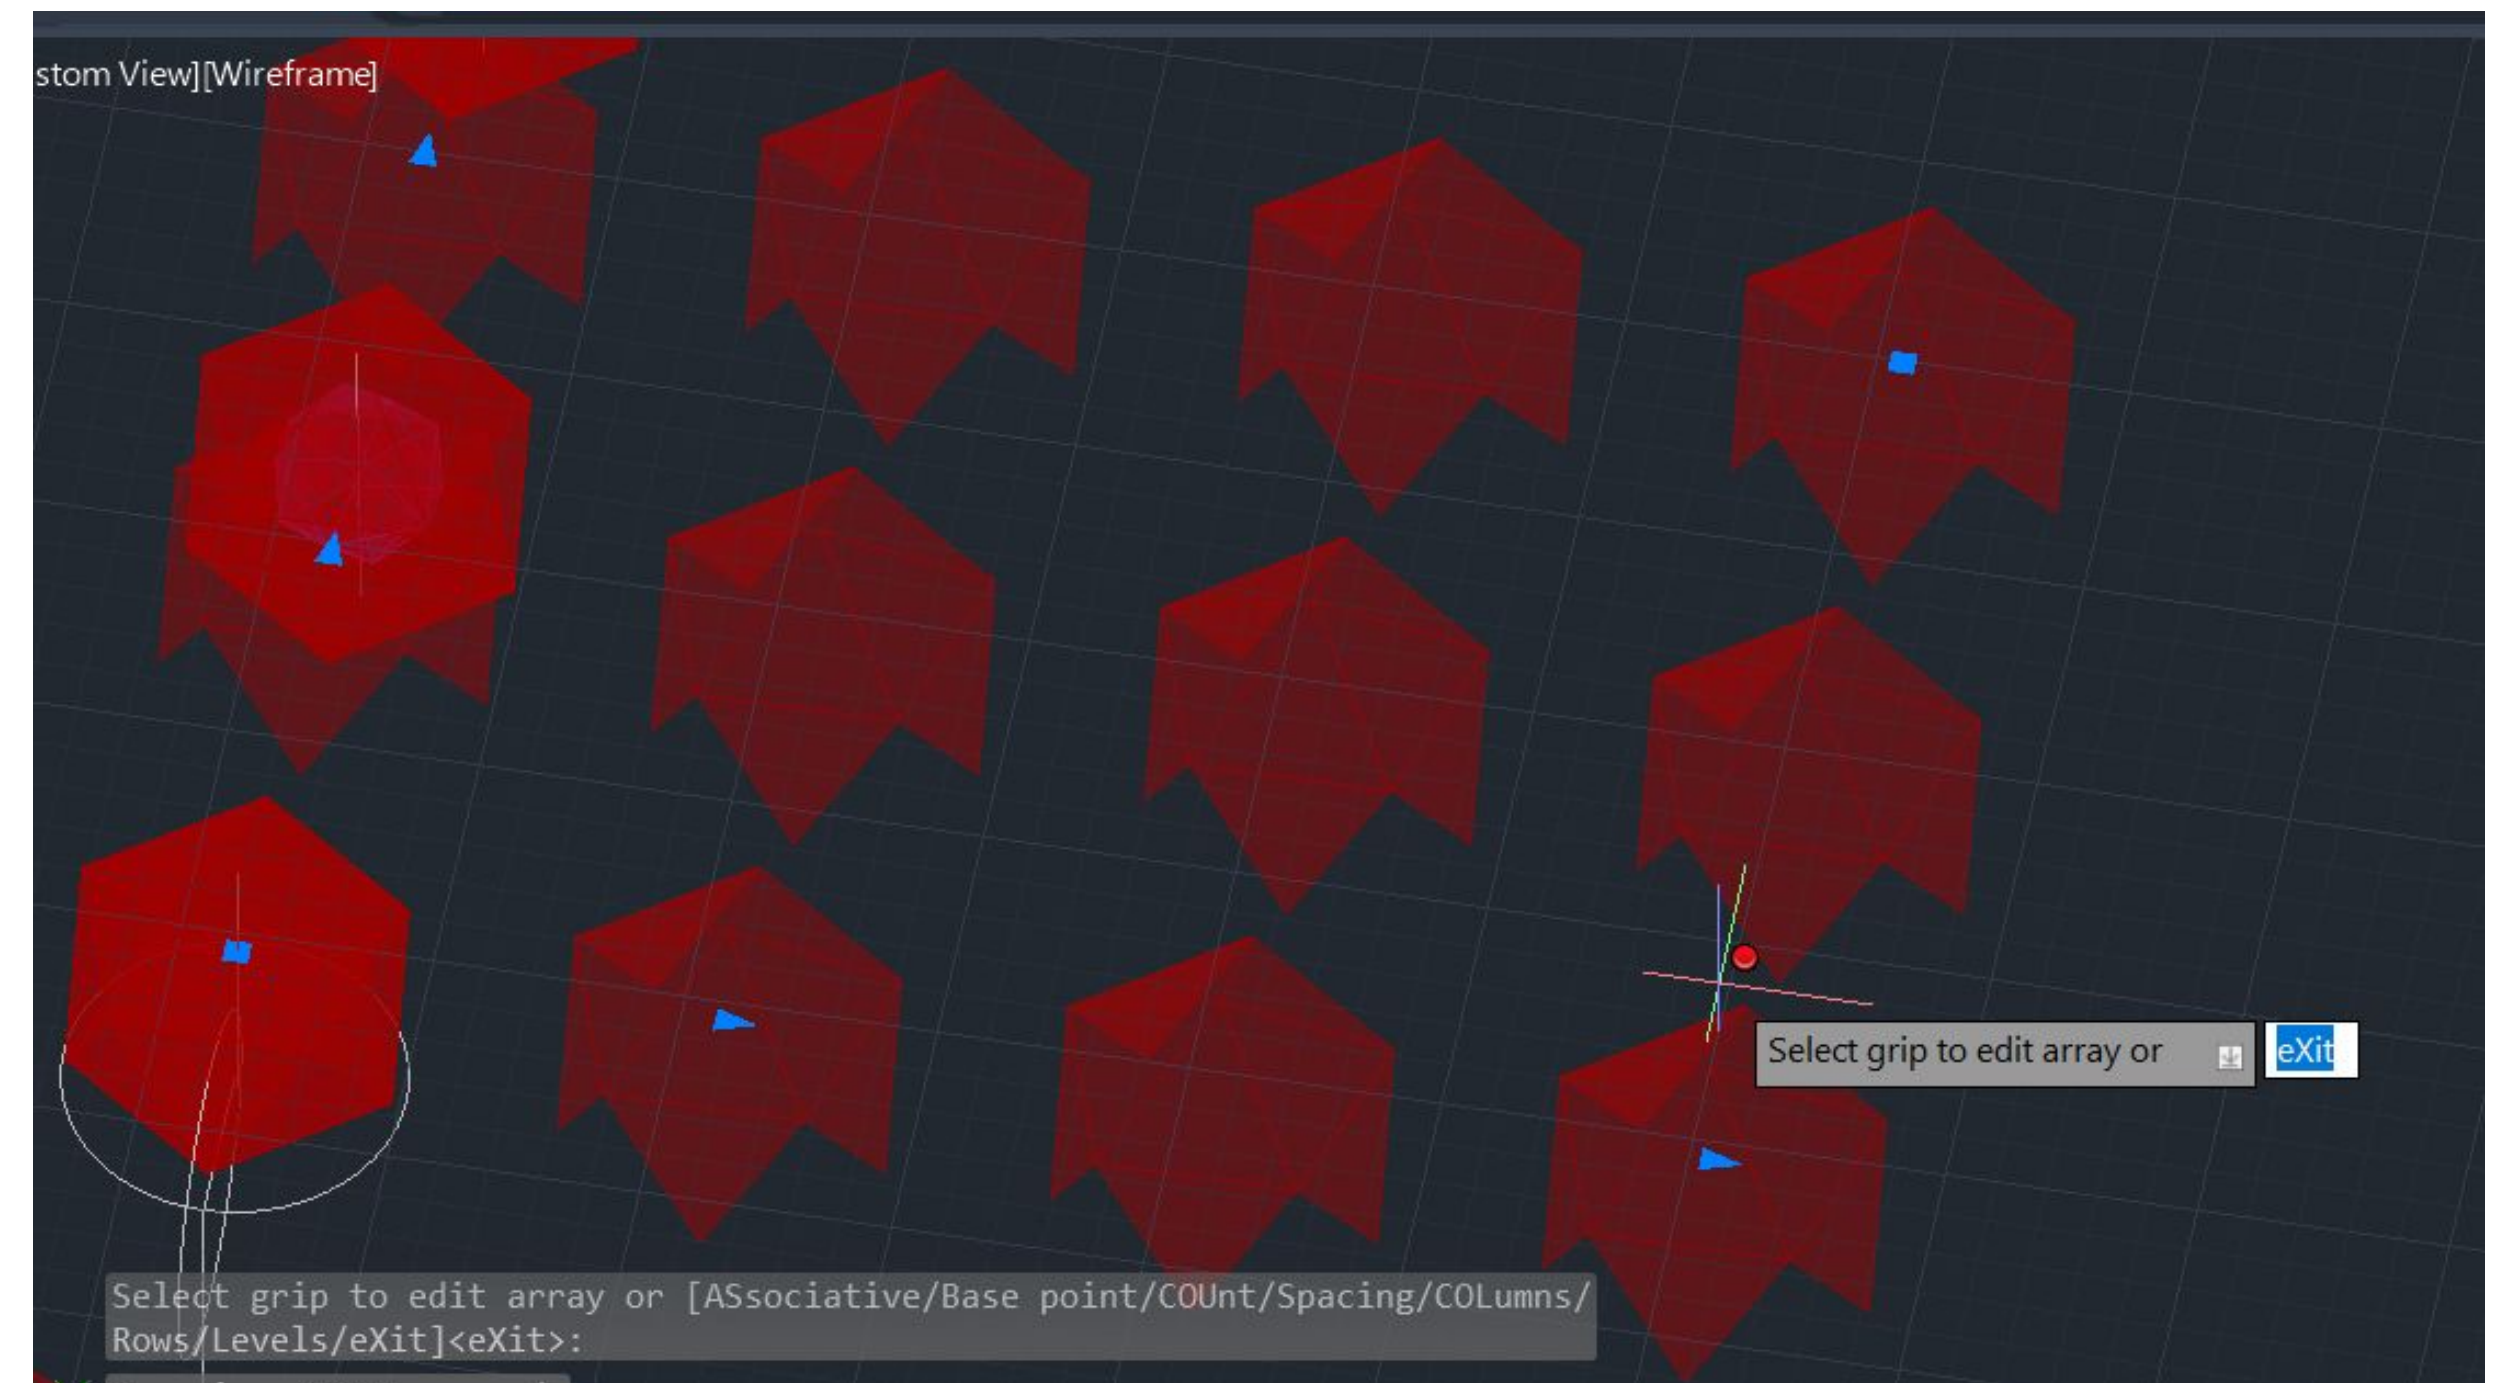 stom View][Wireframe]
Select grip to edit array or
eXit
Select grip to edit array or [ASsociative/Base point/COUnt/Spacing/COLumns/
Rows/Levels/eXit]<eXit>: